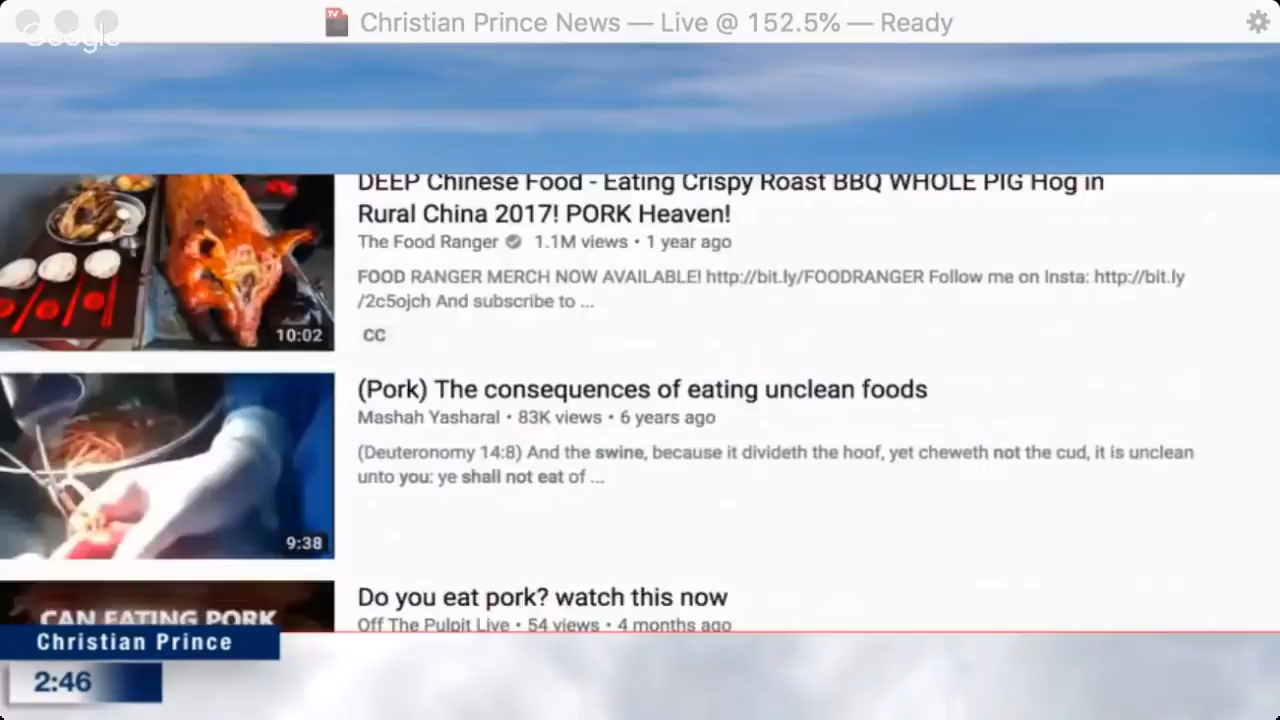 Google
Christian Prince News — Live @ 152.5% — Ready
DEEP Chinese Food - Eating Crispy Roast BBQ WHOLE PIG Hog in
Rural China 2017! PORK Heaven!
The Food Ranger 1.1M views • 1 year ago
FOOD RANGER MERCH NOW AVAILABLE! http://bit.ly/FOODRANGER Follow me on Insta: http://bit.ly
/2c5ojch And subscribe to ...
10:02
CC
(Pork) The consequences of eating unclean foods
Mashah Yasharal • 83K views • 6 years ago
(Deuteronomy 14:8) And the swine, because it divideth the hoof, yet cheweth not the cud, it is unclean
unto you: ye shall not eat of ...
9:38
Do you eat pork? watch this now
CAN EATING PORK
Off The Pulpit Live • 54 views • 4 months ago
Christian Prince
2:46